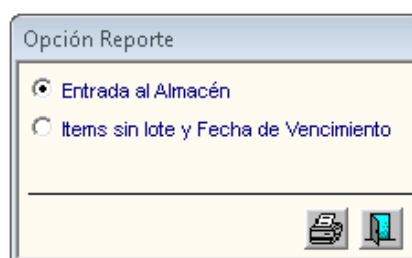 Opción Reporte
Entrada al Almacén
Items sin lote y Fecha de Vencimiento